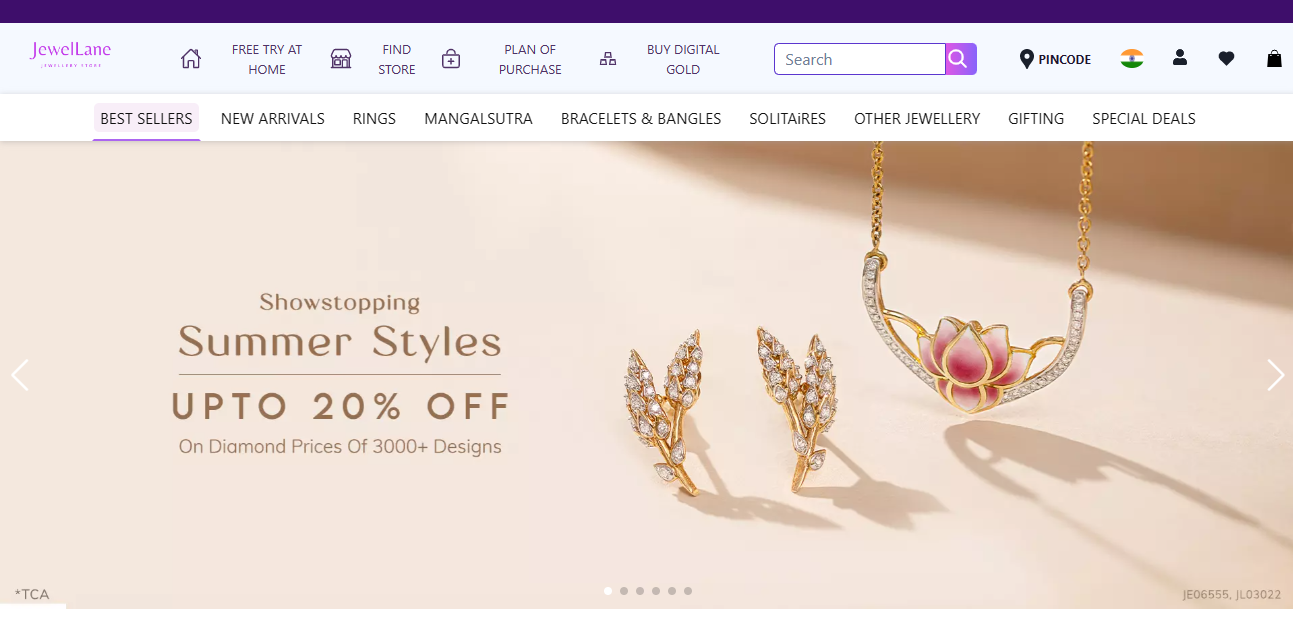 JewelLane
JEWELLERY STORE
FREE TRY AT
HOME
FIND
STORE
PLAN OF
PURCHASE
BUY DIGITAL
GOLD
Search
PINCODE
BEST SELLERS
NEW ARRIVALS
RINGS
MANGALSUTRA
BRACELETS & BANGLES
SOLITAiRES
OTHER JEWELLERY
GIFTING
SPECIAL DEALS
Showstopping
Summer Styles
UPTO 20% OFF
On Diamond Prices Of 3000+ Designs
*TCA
JE06555, JL03022